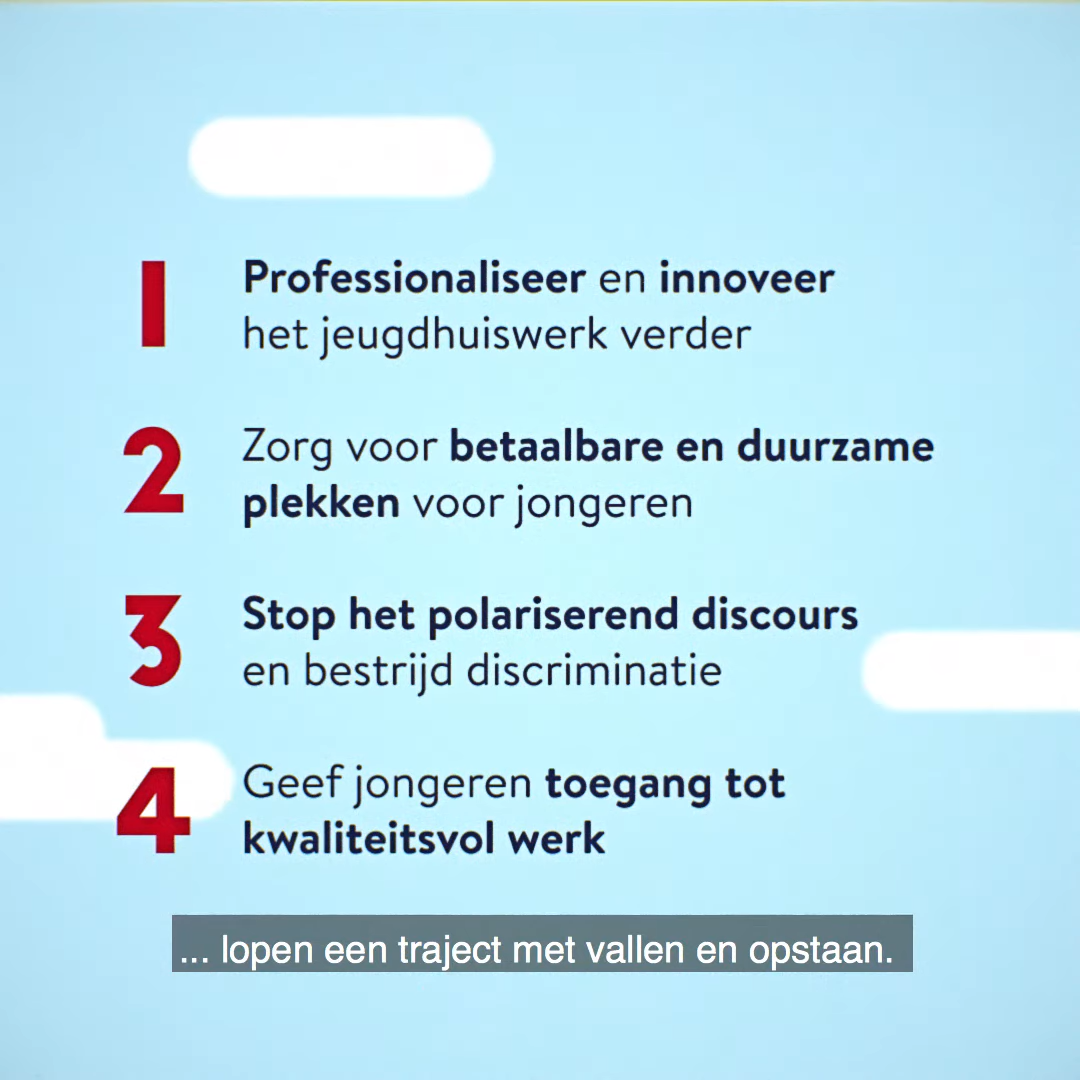 1 Professionaliseer en innoveer
het jeugdhuiswerk verder
2 Zorg voor betaalbare en duurzame
plekken voor jongeren
3 Stop het polariserend discours
en bestrijd discriminatie
4 Geef jongeren toegang tot
kwaliteitsvol werk
... lopen een traject met vallen en opstaan.